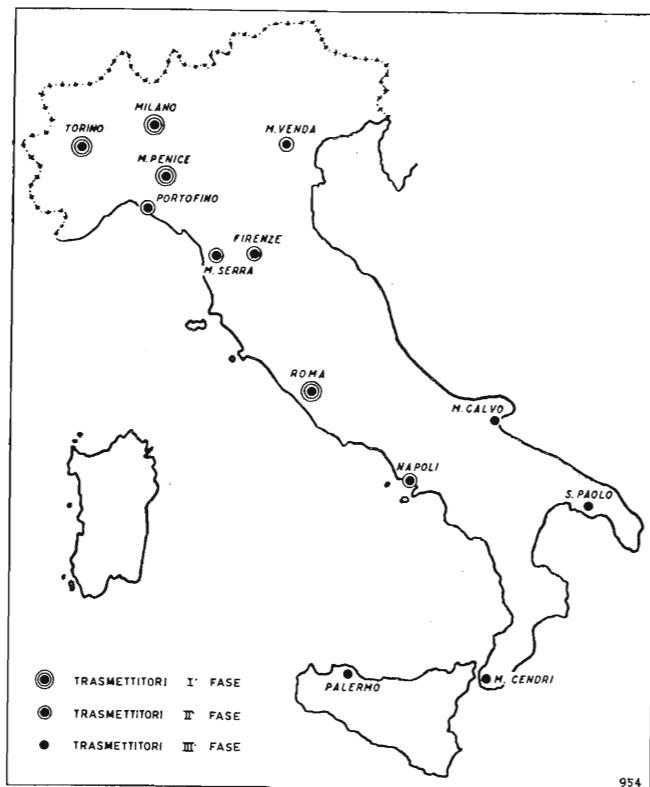 MILANO
TORINO
M.VENDA
M.PENICE
PORTOFINO
FIRENZE
M. SERRA
ROMA
M. CALVO
NAPOLI
S. PAOLO
PALERMO
M. CENDRI
TRASMETTITORI I' FASE
TRASMETTITORI II' FASE
TRASMETTITORI III' FASE
954